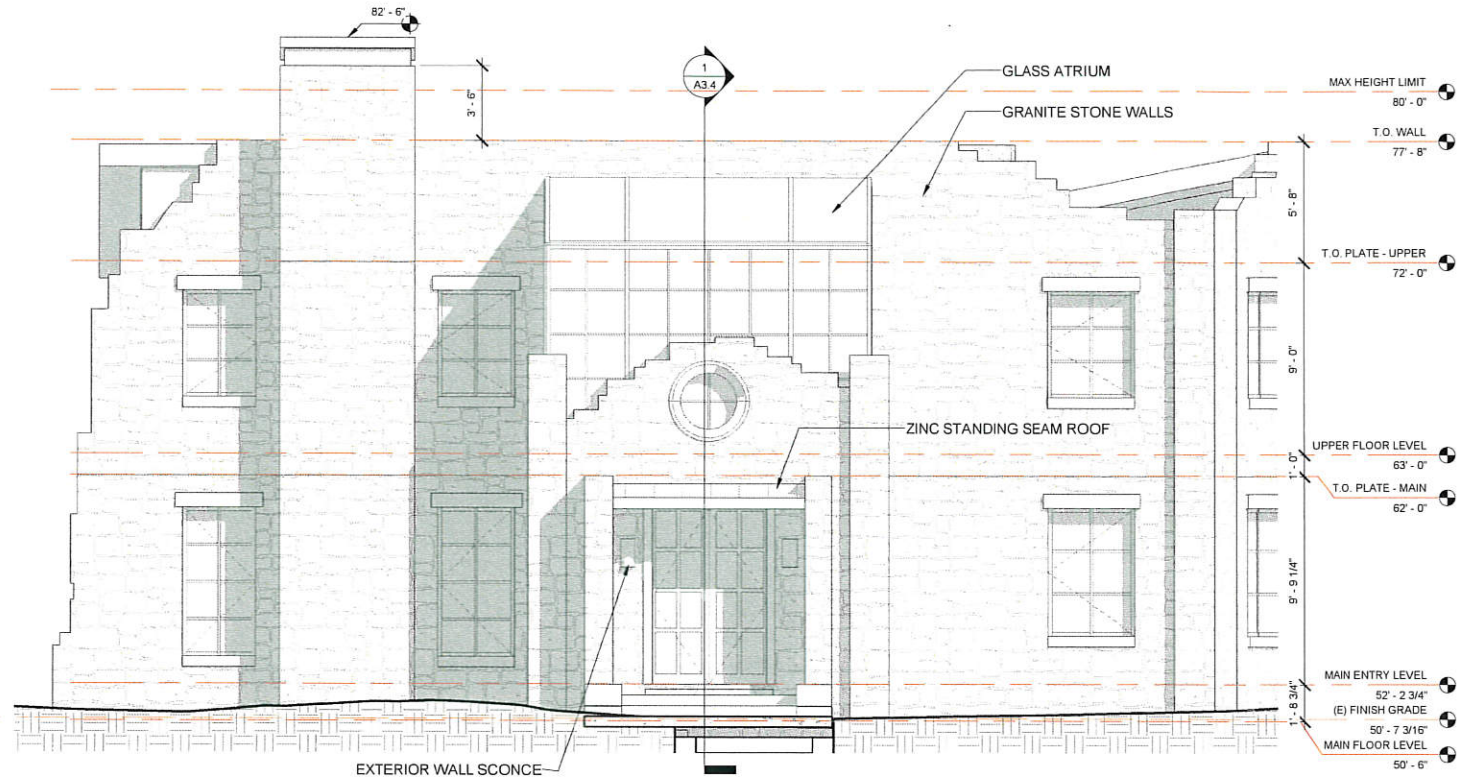 82' - 6"
1
A3.4
3' - 6"
GLASS ATRIUM
GRANITE STONE WALLS
MAX HEIGHT LIMIT
80' - 0"
T.O. WALL
77' - 8"
5' - 8"
T.O. PLATE - UPPER
72' - 0"
9' - 0"
ZINC STANDING SEAM ROOF
UPPER FLOOR LEVEL
63' - 0"
1' - 0"
T.O. PLATE - MAIN
62' - 0"
9' - 9 1/4"
MAIN ENTRY LEVEL
52' - 2 3/4"
1' - 8 3/4"
(E) FINISH GRADE
50' - 7 3/16"
MAIN FLOOR LEVEL
50' - 6"
EXTERIOR WALL SCONCE